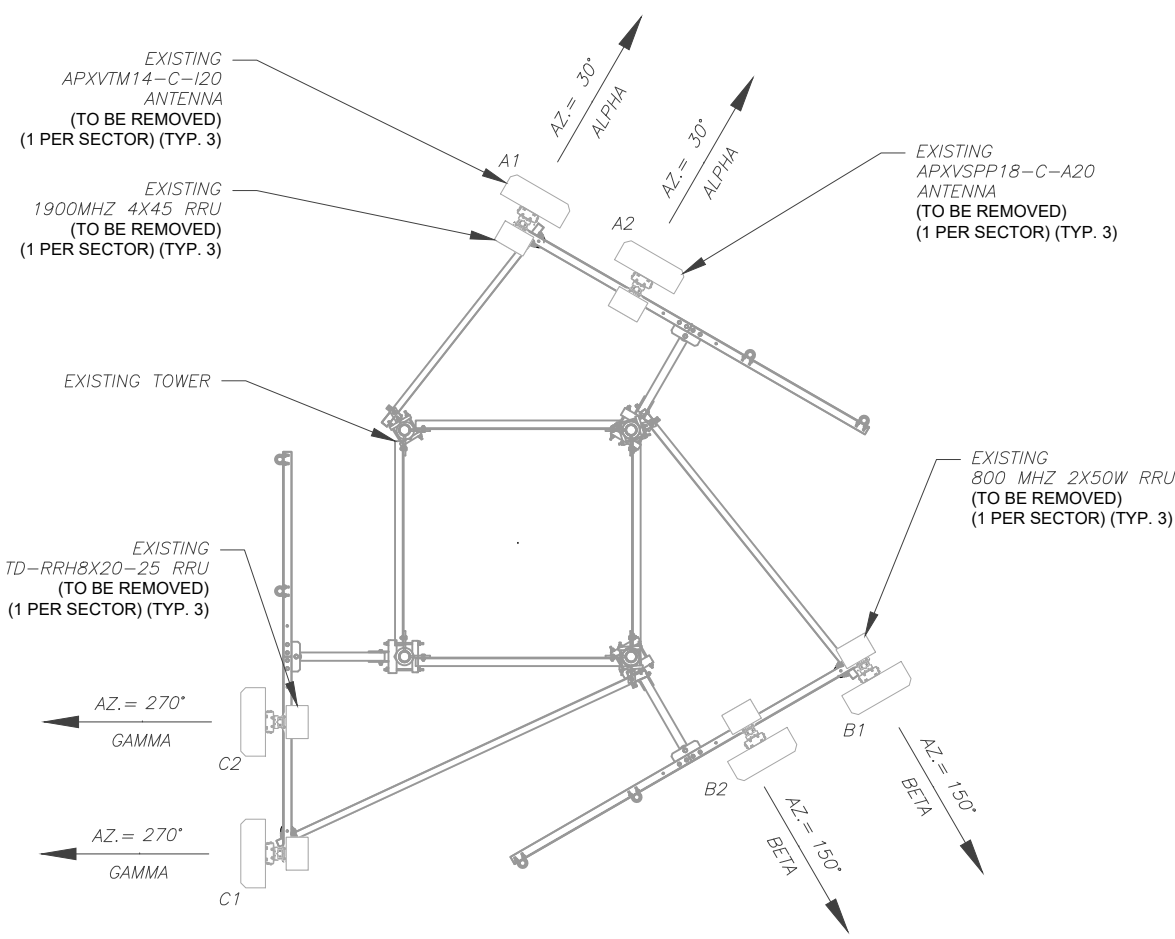 EXISTING
APXVTM14-C-I20
ANTENNA
(TO BE REMOVED)
(1 PER SECTOR) (TYP. 3)
EXISTING
1900MHZ 4X45 RRU
(TO BE REMOVED)
(1 PER SECTOR) (TYP. 3)
AZ.= 30°
ALPHA
AZ.= 30°
ALPHA
A1
A2
EXISTING
APXVSPP18-C-A20
ANTENNA
(TO BE REMOVED)
(1 PER SECTOR) (TYP. 3)
EXISTING TOWER
EXISTING
800 MHZ 2X50W RRU
(TO BE REMOVED)
(1 PER SECTOR) (TYP. 3)
EXISTING
TD-RRH8X20-25 RRU
(TO BE REMOVED)
(1 PER SECTOR) (TYP. 3)
AZ.= 270°
GAMMA
C2
AZ.= 270°
GAMMA
C1
B1
B2
AZ.= 150°
BETA
AZ.= 150°
BETA